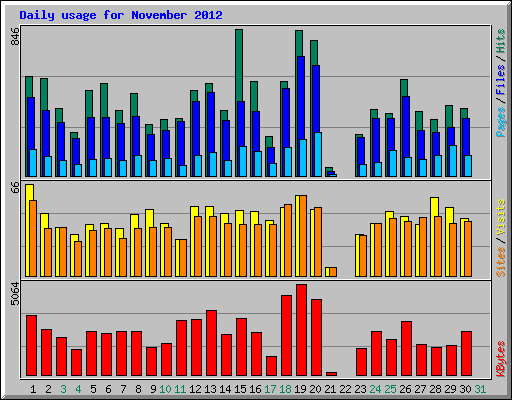 Daily usage for November 2012
846
Pages / Files / Hits
66
Sites / Visits
5064
KBytes
1 2 3 4 5 6 7 8 9 10 11 12 13 14 15 16 17 18 19 20 21 22 23 24 25 26 27 28 29 30 31